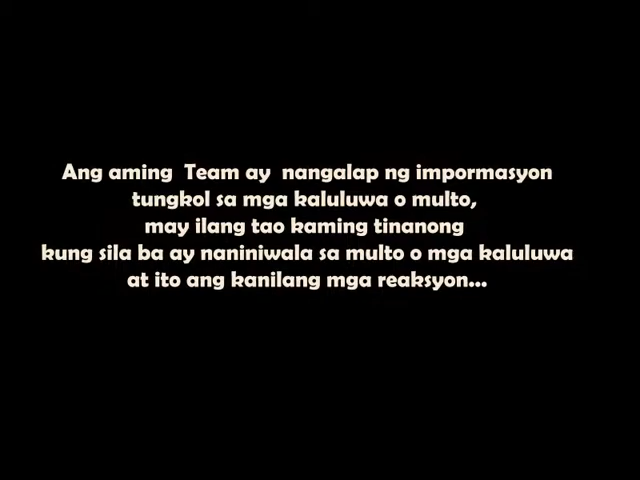 Ang aming Team ay nangalap ng impormasyon
tungkol sa mga kaluluwa o multo,
may ilang tao kaming tinanong
kung sila ba ay naniniwala sa multo o mga kaluluwa
at ito ang kanilang mga reaksyon...